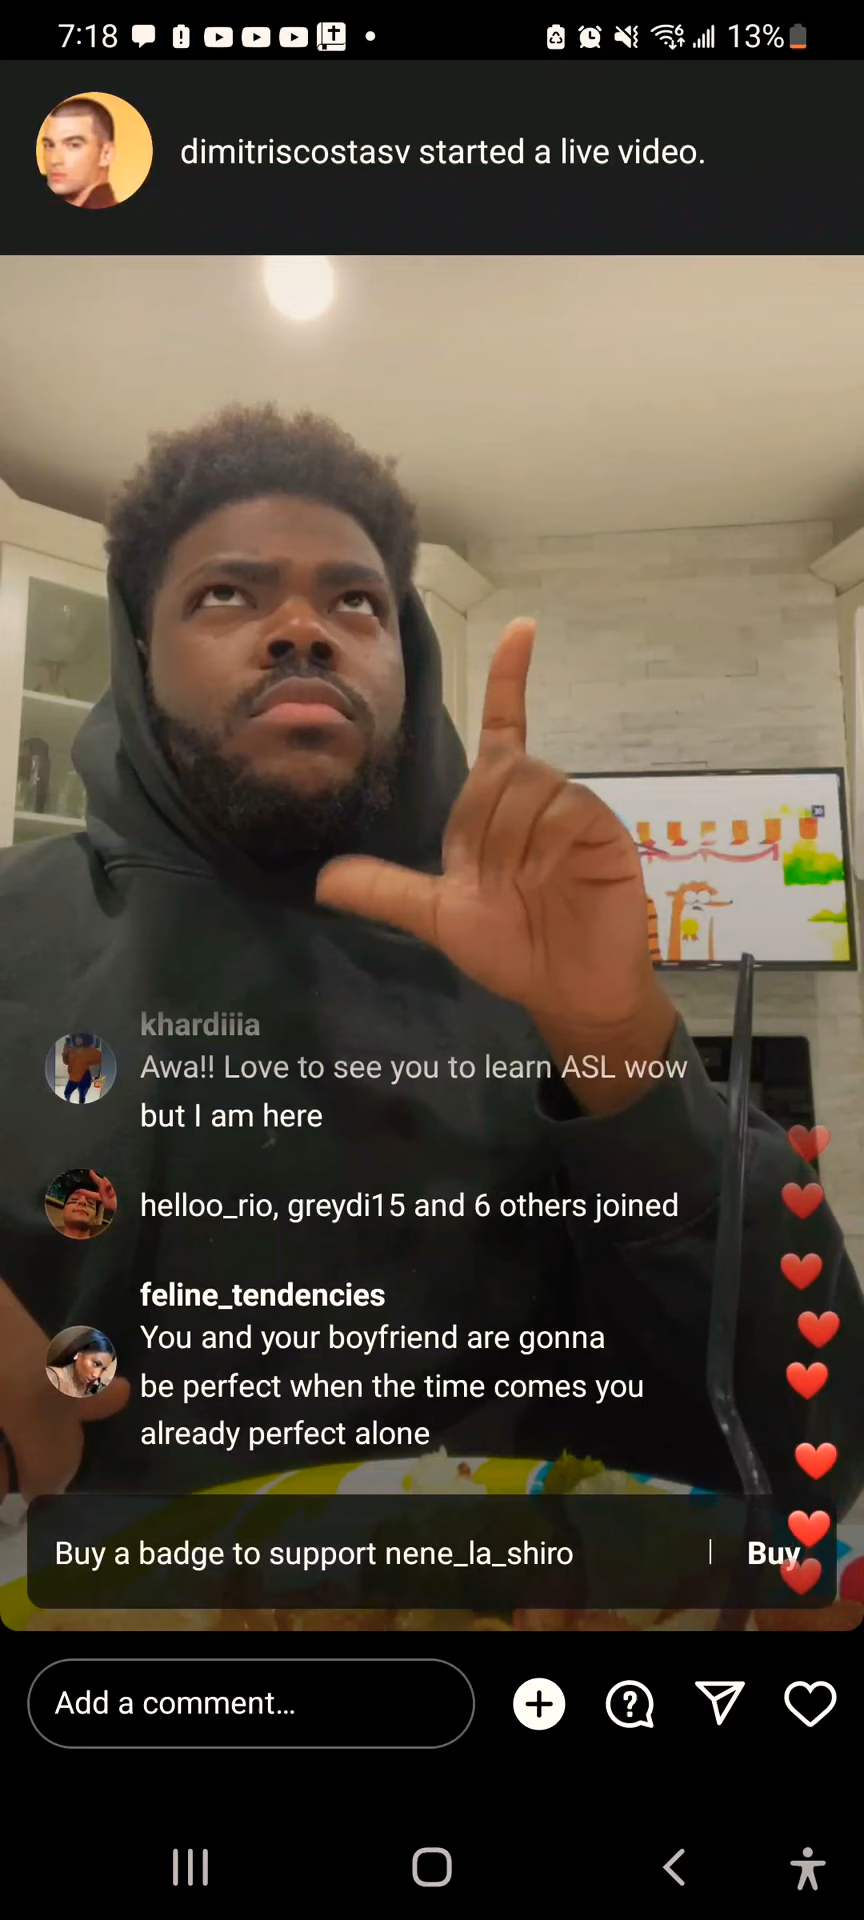 7:18
13%
dimitriscostasv started a live video.
khardiiia
Awa!! Love to see you to learn ASL wow
but I am here
helloo_rio, greydi15 and 6 others joined
feline_tendencies
You and your boyfriend are gonna
be perfect when the time comes you
already perfect alone
Buy a badge to support nene_la_shiro | Buy
Add a comment...